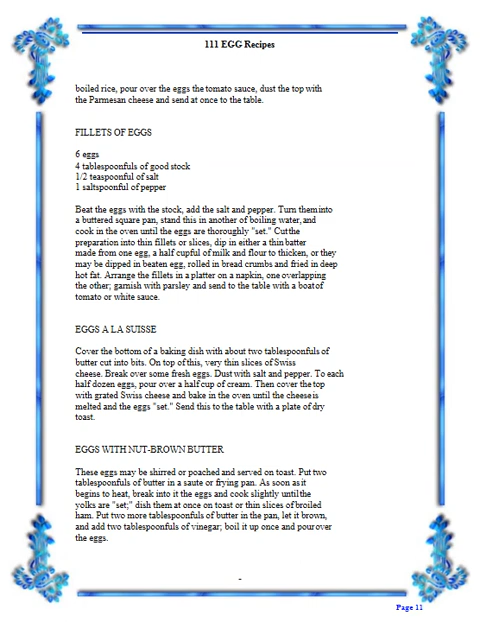 111 EGG Recipes
boiled rice, pour over the eggs the tomato sauce, dust the top with
the Parmesan cheese and send at once to the table.
FILLETS OF EGGS
6 eggs
4 tablespoonfuls of good stock
1/2 teaspoonful of salt
1 saltspoonful of pepper
Beat the eggs with the stock, add the salt and pepper. Turn them into
a buttered square pan, stand this in another of boiling water, and
cook in the oven until the eggs are thoroughly "set." Cut the
preparation into thin fillets or slices, dip in either a thin batter
made from one egg, a half cupful of milk and flour to thicken, or they
may be dipped in beaten egg, rolled in bread crumbs and fried in deep
hot fat. Arrange the fillets in a platter on a napkin, one overlapping
the other; garnish with parsley and send to the table with a boat of
tomato or white sauce.
EGGS A LA SUISSE
Cover the bottom of a baking dish with about two tablespoonfuls of
butter cut into bits. On top of this, very thin slices of Swiss
cheese. Break over some fresh eggs. Dust with salt and pepper. To each
half dozen eggs, pour over a half cup of cream. Then cover the top
with grated Swiss cheese and bake in the oven until the cheese is
melted and the eggs "set." Send this to the table with a plate of dry
toast.
EGGS WITH NUT-BROWN BUTTER
These eggs may be shirred or poached and served on toast. Put two
tablespoonfuls of butter in a saute or frying pan. As soon as it
begins to heat, break into it the eggs and cook slightly until the
yolks are "set;" dish them at once on toast or thin slices of broiled
ham. Put two more tablespoonfuls of butter in the pan, let it brown,
and add two tablespoonfuls of vinegar; boil it up once and pour over
the eggs.
-
Page 11